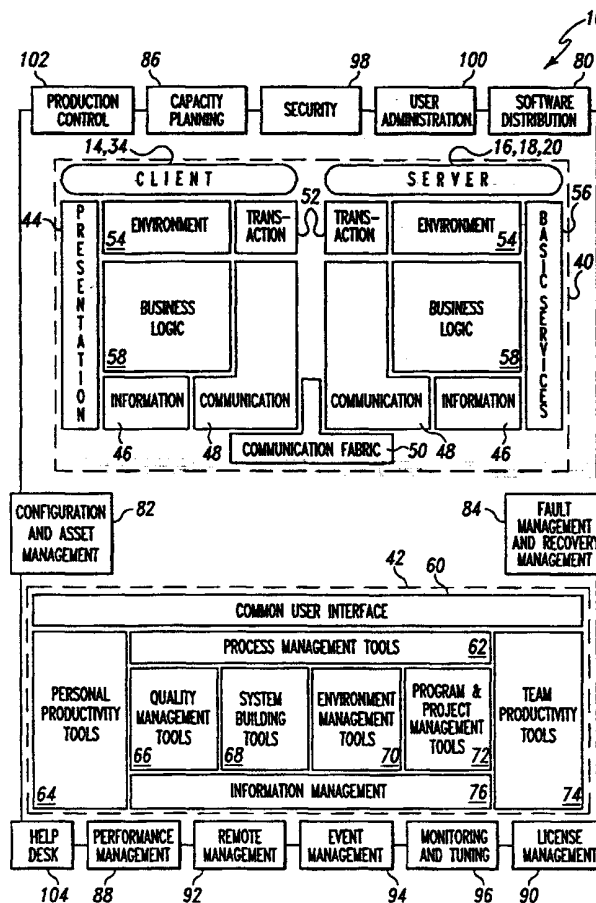 102 86 98 100 80
PRODUCTION CONTROL
CAPACITY PLANNING
SECURITY
USER ADMINISTRATION
SOFTWARE DISTRIBUTION
14,34 16,18,20
CLIENT SERVER
44 PRESENTATION
ENVIRONMENT 54
TRANS-
ACTION
52
TRANS-
ACTION
ENVIRONMENT 54
BASIC SERVICES
56
40
BUSINESS
LOGIC
58
BUSINESS
LOGIC
58
INFORMATION COMMUNICATION COMMUNICATION INFORMATION
46 48 COMMUNICATION FABRIC 50 48 46
CONFIGURATION
AND ASSET
MANAGEMENT
82
84
FAULT
MANAGEMENT
AND RECOVERY
MANAGEMENT
42 60
COMMON USER INTERFACE
PROCESS MANAGEMENT TOOLS 62
PERSONAL
PRODUCTIVITY
TOOLS
64
QUALITY
MANAGEMENT
TOOLS
66
SYSTEM
BUILDING
TOOLS
68
ENVIRONMENT
MANAGEMENT
TOOLS
70
PROGRAM &
PROJECT
MANAGEMENT
TOOLS
72
TEAM
PRODUCTIVITY
TOOLS
74
INFORMATION MANAGEMENT 76
HELP
DESK
PERFORMANCE
MANAGEMENT
REMOTE
MANAGEMENT
EVENT
MANAGEMENT
MONITORING
AND TUNING
LICENSE
MANAGEMENT
104 88 92 94 96 90